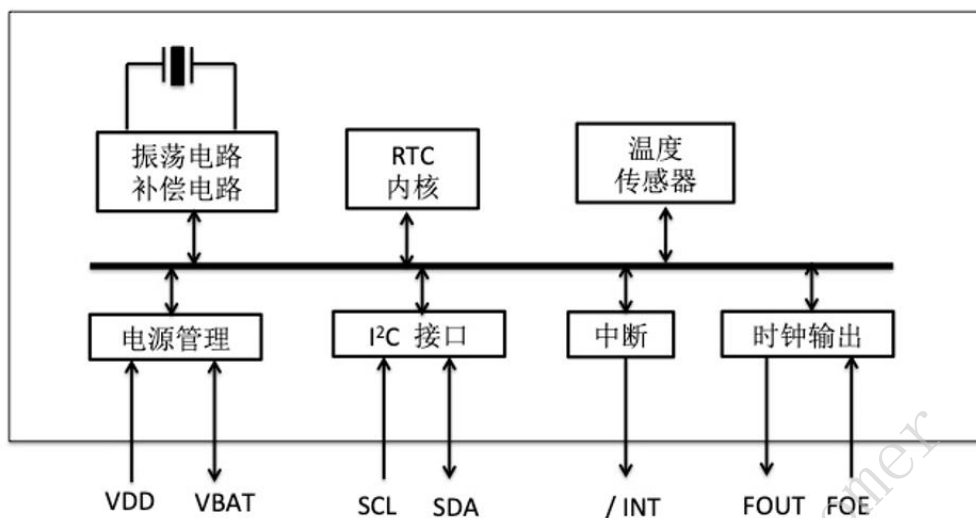 振荡电路
补偿电路
RTC
内核
温度
传感器
电源管理
I²C 接口
中断
时钟输出
VDD VBAT SCL SDA / INT FOUT FOE